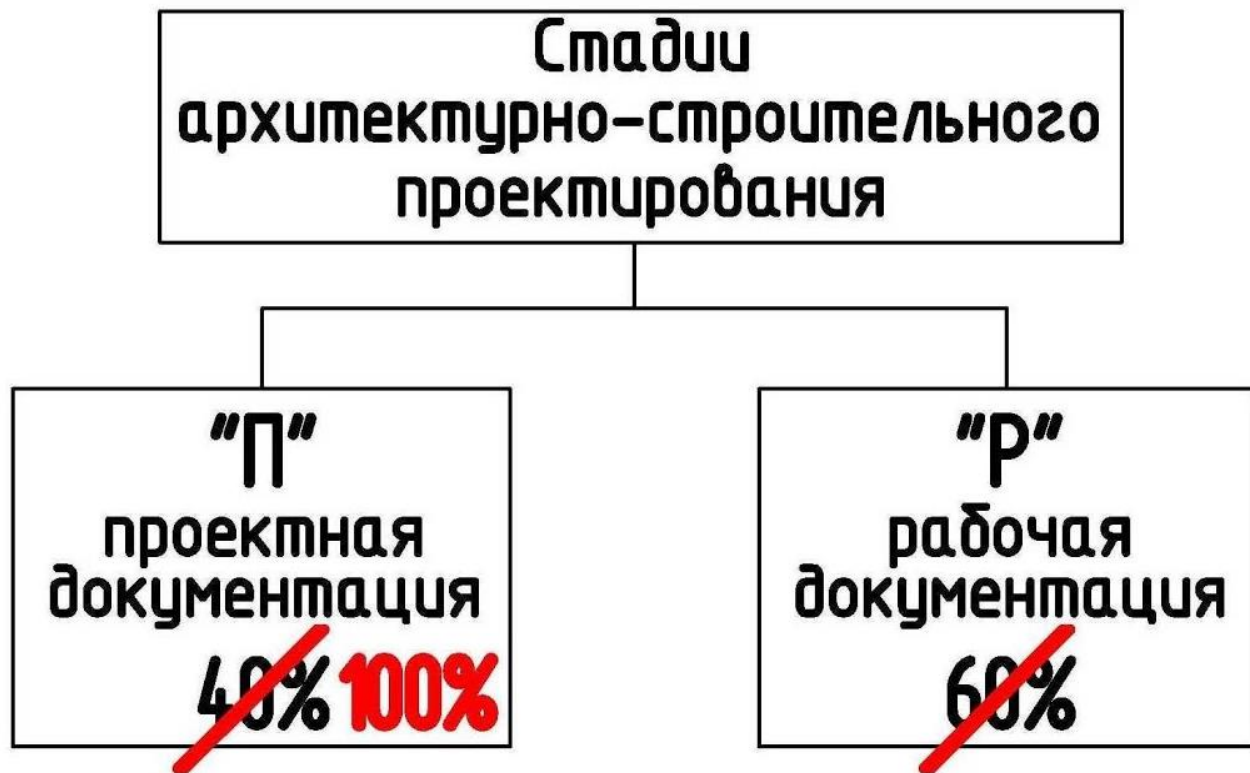 Стадии
архитектурно-строительного
проектирования
"П"
проектная
документация
40% 100%
"Р"
рабочая
документация
60%